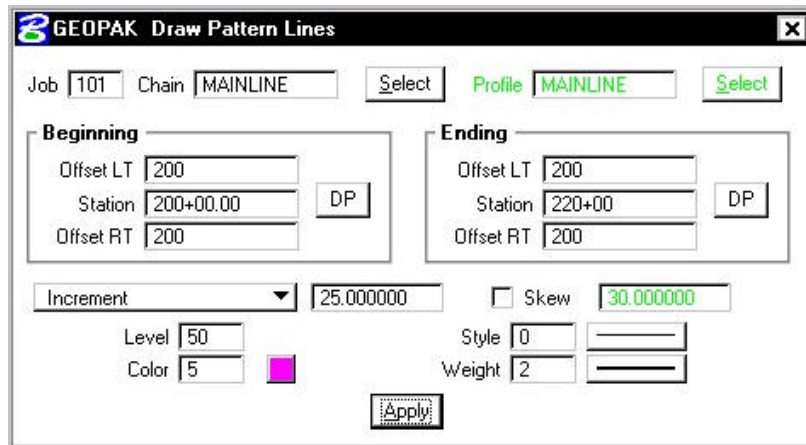 GEOPAK Draw Pattern Lines
Job 101 Chain MAINLINE Select Profile MAINLINE Select
Beginning
Offset LT 200
Station 200+00.00 DP
Offset RT 200
Ending
Offset LT 200
Station 220+00 DP
Offset RT 200
Increment 25.000000 Skew 30.000000
Level 50 Style 0
Color 5 Weight 2
Apply